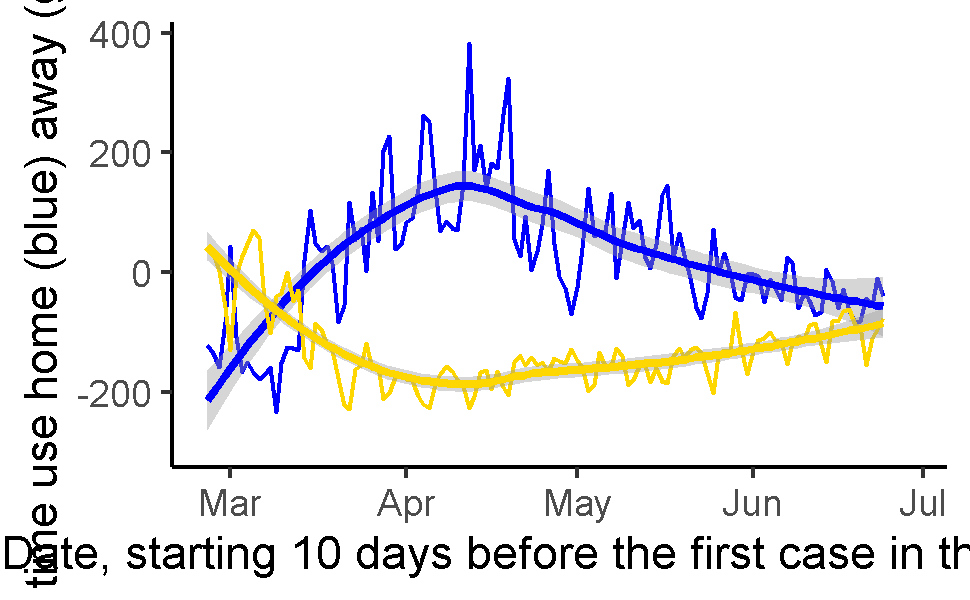 time use home (blue) away (
400
200
0
-200
Mar Apr May Jun Jul
Date, starting 10 days before the first case in th